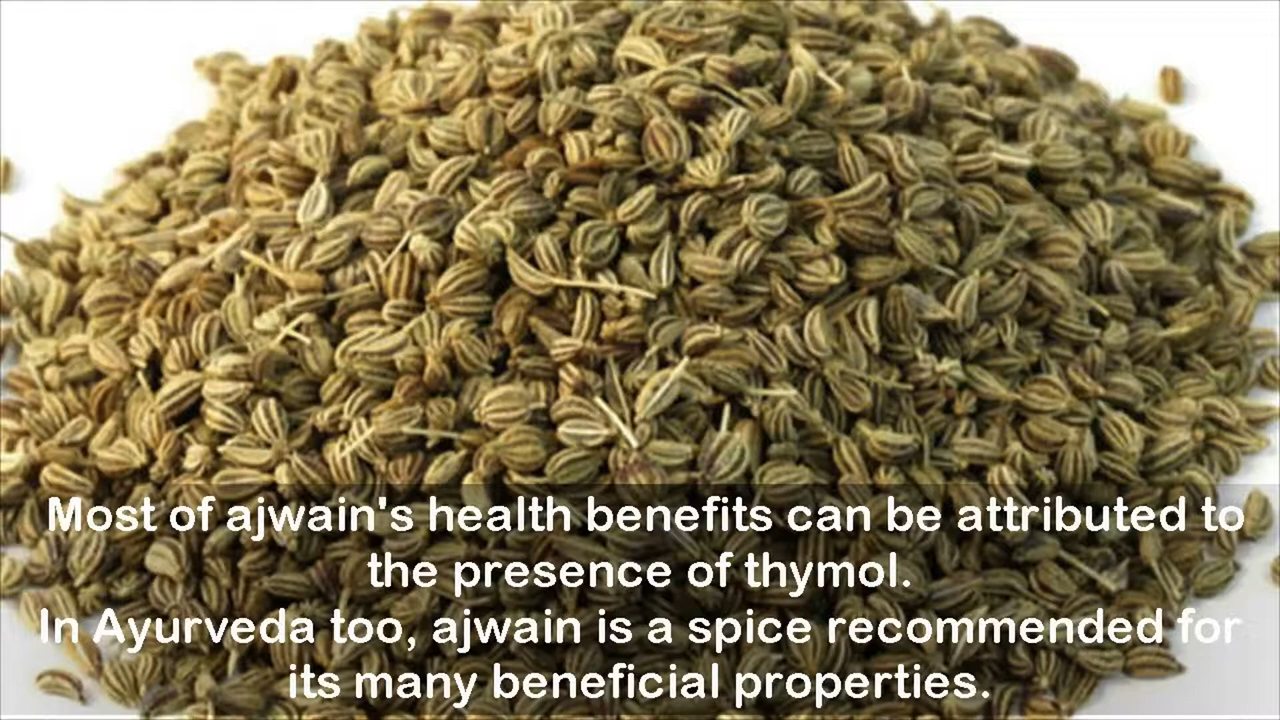 Most of ajwain's health benefits can be attributed to
the presence of thymol.
In Ayurveda too, ajwain is a spice recommended for
its many beneficial properties.